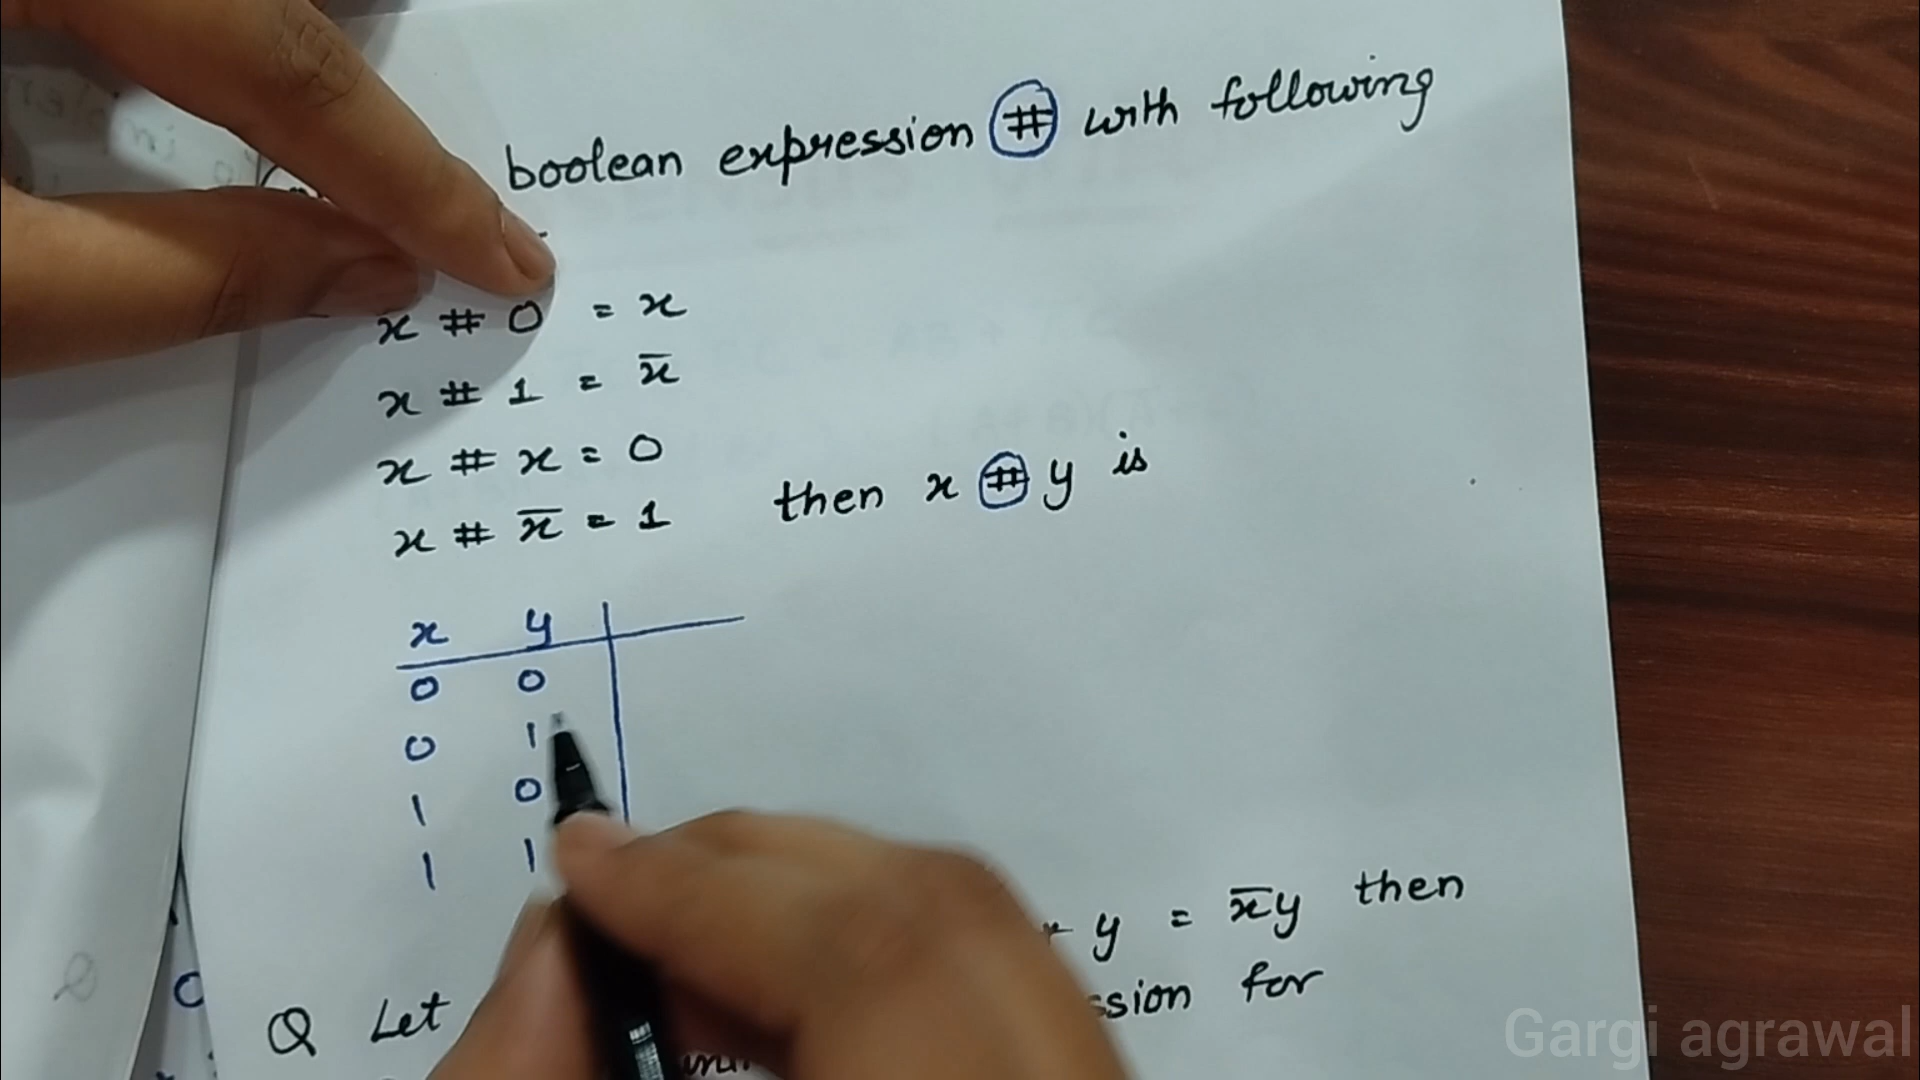 boolean expression # with following
x # 0 = x
x # 1 = x̅
x # x = 0
x # x̅ = 1 then x # y is
x y
0 0
0 1
1 0
1 1
y = x̅y then
Q Let ssion for
Gargi agrawal